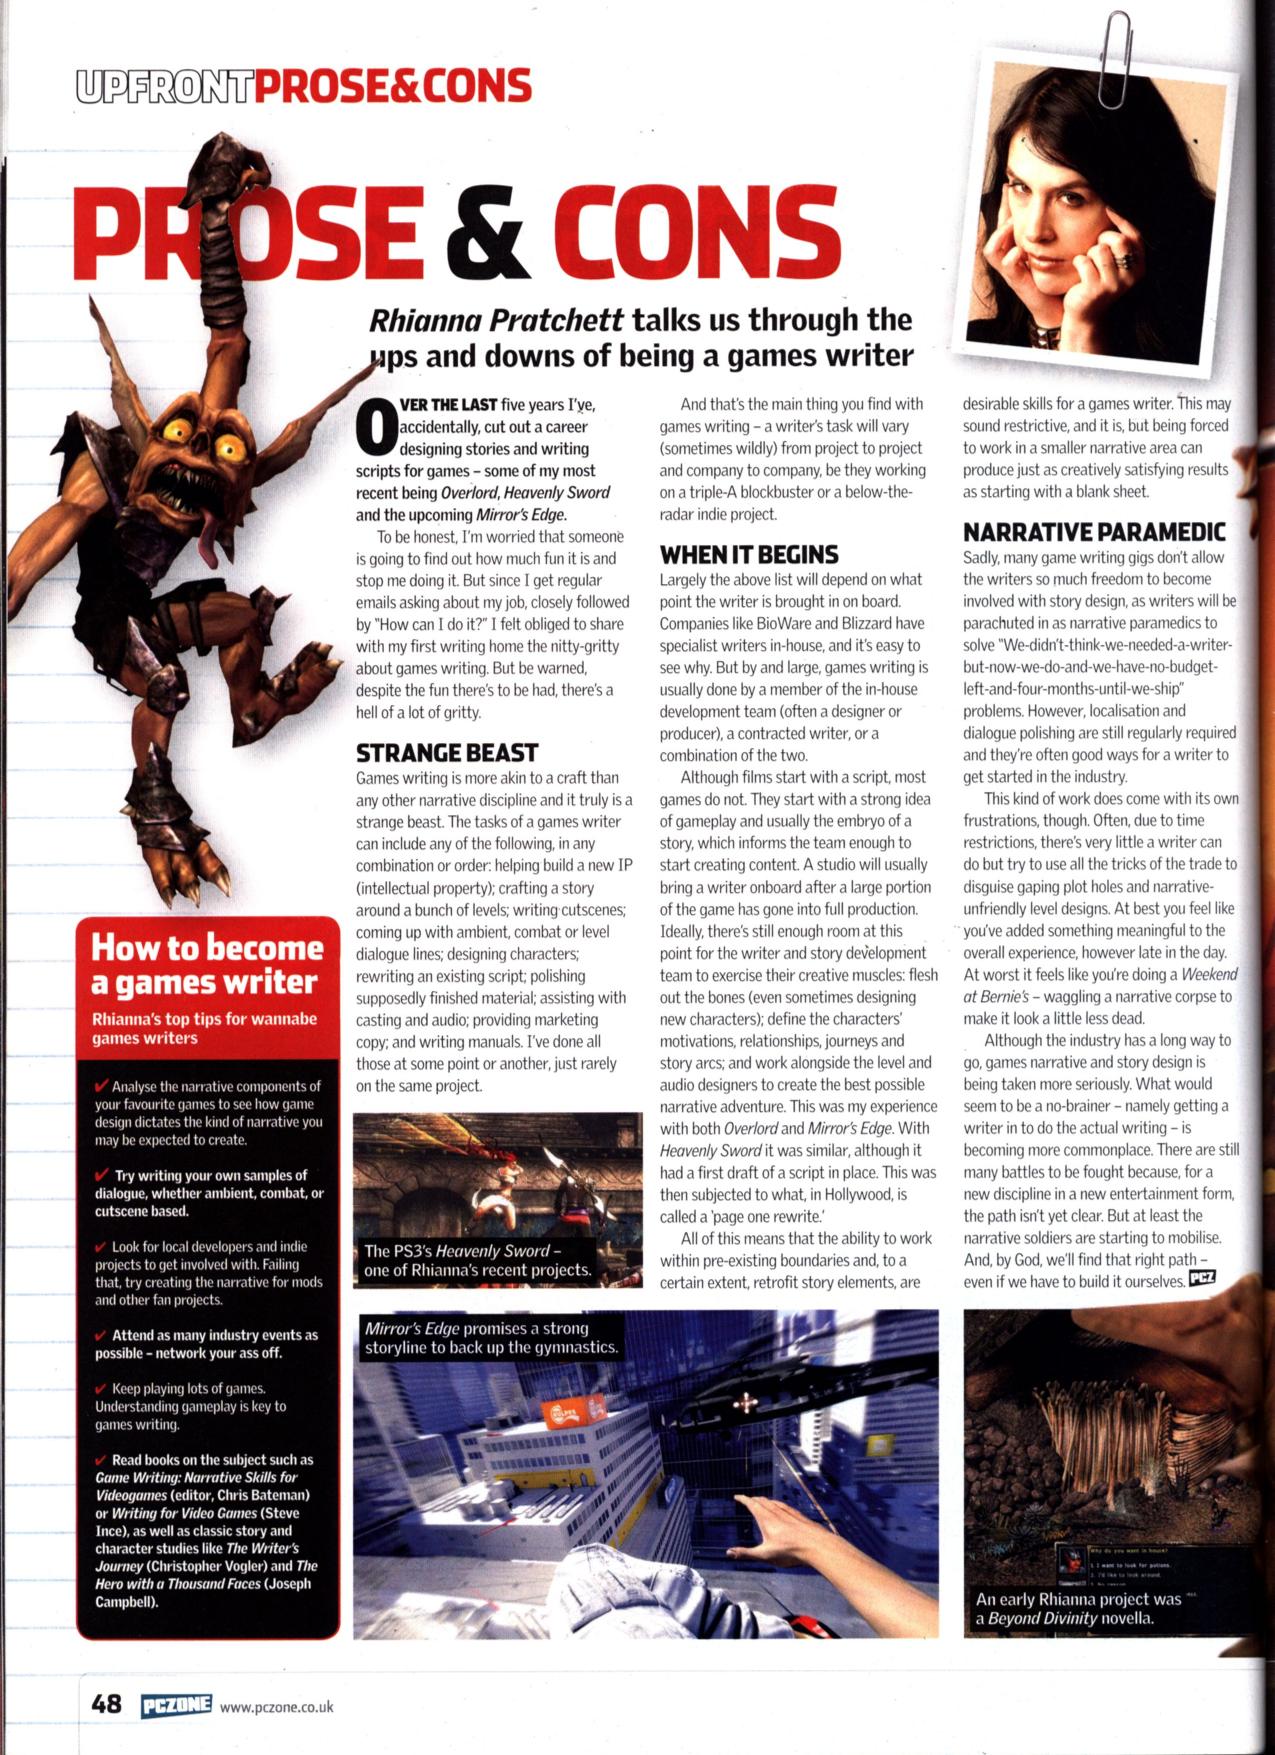 UPFRONTPROSE&CONS
PROSE & CONS
Rhianna Pratchett talks us through the
ups and downs of being a games writer
OVER THE LAST five years I've,
accidentally, cut out a career
designing stories and writing
scripts for games – some of my most
recent being Overlord, Heavenly Sword
and the upcoming Mirror's Edge.
To be honest, I'm worried that someone
is going to find out how much fun it is and
stop me doing it. But since I get regular
emails asking about my job, closely followed
by "How can I do it?" I felt obliged to share
with my first writing home the nitty-gritty
about games writing. But be warned,
despite the fun there's to be had, there's a
hell of a lot of gritty.
STRANGE BEAST
Games writing is more akin to a craft than
any other narrative discipline and it truly is a
strange beast. The tasks of a games writer
can include any of the following, in any
combination or order: helping build a new IP
(intellectual property); crafting a story
around a bunch of levels; writing cutscenes;
coming up with ambient, combat or level
dialogue lines; designing characters;
rewriting an existing script; polishing
supposedly finished material; assisting with
casting and audio; providing marketing
copy; and writing manuals. I've done all
those at some point or another, just rarely
on the same project.
The PS3's Heavenly Sword –
one of Rhianna's recent projects.
And that's the main thing you find with
games writing – a writer's task will vary
(sometimes wildly) from project to project
and company to company, be they working
on a triple-A blockbuster or a below-the-
radar indie project.
WHEN IT BEGINS
Largely the above list will depend on what
point the writer is brought in on board.
Companies like BioWare and Blizzard have
specialist writers in-house, and it's easy to
see why. But by and large, games writing is
usually done by a member of the in-house
development team (often a designer or
producer), a contracted writer, or a
combination of the two.
Although films start with a script, most
games do not. They start with a strong idea
of gameplay and usually the embryo of a
story, which informs the team enough to
start creating content. A studio will usually
bring a writer onboard after a large portion
of the game has gone into full production.
Ideally, there's still enough room at this
point for the writer and story development
team to exercise their creative muscles: flesh
out the bones (even sometimes designing
new characters); define the characters'
motivations, relationships, journeys and
story arcs; and work alongside the level and
audio designers to create the best possible
narrative adventure. This was my experience
with both Overlord and Mirror's Edge. With
Heavenly Sword it was similar, although it
had a first draft of a script in place. This was
then subjected to what, in Hollywood, is
called a 'page one rewrite.'
All of this means that the ability to work
within pre-existing boundaries and, to a
certain extent, retrofit story elements, are
desirable skills for a games writer. This may
sound restrictive, and it is, but being forced
to work in a smaller narrative area can
produce just as creatively satisfying results
as starting with a blank sheet.
NARRATIVE PARAMEDIC
Sadly, many game writing gigs don't allow
the writers so much freedom to become
involved with story design, as writers will be
parachuted in as narrative paramedics to
solve "We-didn't-think-we-needed-a-writer-
but-now-we-do-and-we-have-no-budget-
left-and-four-months-until-we-ship"
problems. However, localisation and
dialogue polishing are still regularly required
and they're often good ways for a writer to
get started in the industry.
This kind of work does come with its own
frustrations, though. Often, due to time
restrictions, there's very little a writer can
do but try to use all the tricks of the trade to
disguise gaping plot holes and narrative-
unfriendly level designs. At best you feel like
you've added something meaningful to the
overall experience, however late in the day.
At worst it feels like you're doing a Weekend
at Bernie's – waggling a narrative corpse to
make it look a little less dead.
Although the industry has a long way to
go, games narrative and story design is
being taken more seriously. What would
seem to be a no-brainer – namely getting a
writer in to do the actual writing – is
becoming more commonplace. There are still
many battles to be fought because, for a
new discipline in a new entertainment form,
the path isn't yet clear. But at least the
narrative soldiers are starting to mobilise.
And, by God, we'll find that right path –
even if we have to build it ourselves. PCZ
How to become
a games writer
Rhianna's top tips for wannabe
games writers
✓ Analyse the narrative components of
your favourite games to see how game
design dictates the kind of narrative you
may be expected to create.
✓ Try writing your own samples of
dialogue, whether ambient, combat, or
cutscene based.
✓ Look for local developers and indie
projects to get involved with. Failing
that, try creating the narrative for mods
and other fan projects.
✓ Attend as many industry events as
possible – network your ass off.
✓ Keep playing lots of games.
Understanding gameplay is key to
games writing.
✓ Read books on the subject such as
Game Writing: Narrative Skills for
Videogames (editor, Chris Bateman)
or Writing for Video Games (Steve
Ince), as well as classic story and
character studies like The Writer's
Journey (Christopher Vogler) and The
Hero with a Thousand Faces (Joseph
Campbell).
Mirror's Edge promises a strong
storyline to back up the gymnastics.
Why do you want in house?
1. I want to look for potions.
2. I'd like to look around.
An early Rhianna project was
a Beyond Divinity novella.
48 PCZONE www.pczone.co.uk